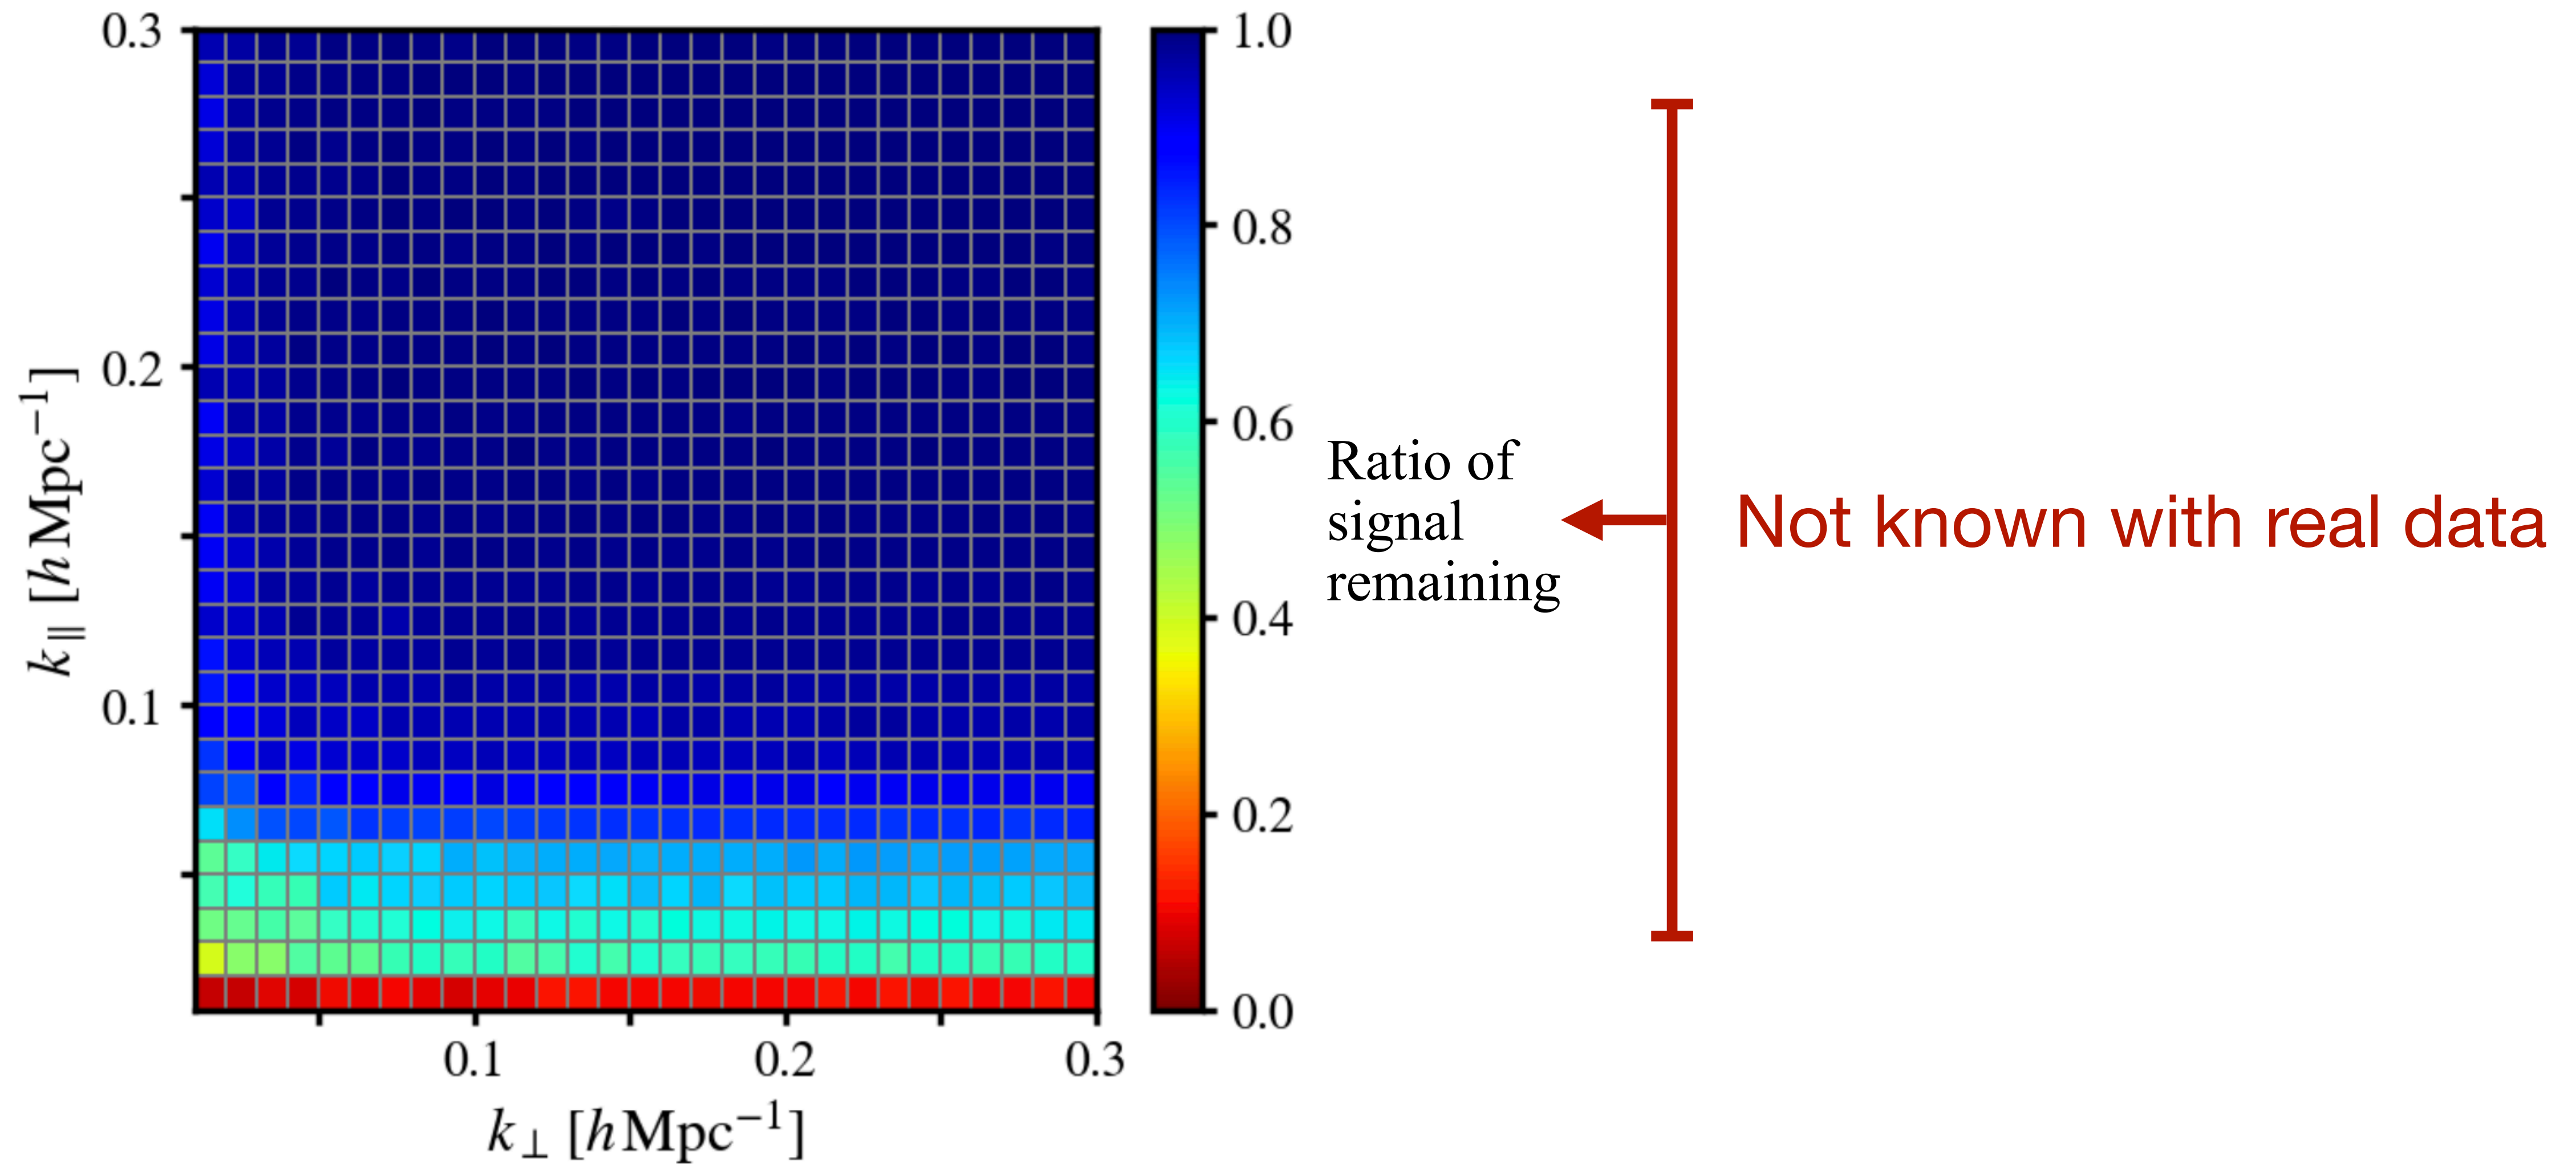 0.3
0.2
0.1
k∥ [h Mpc⁻¹]
0.1
0.2
0.3
k⊥ [h Mpc⁻¹]
1.0
0.8
0.6
0.4
0.2
0.0
Ratio of
signal
remaining
Not known with real data